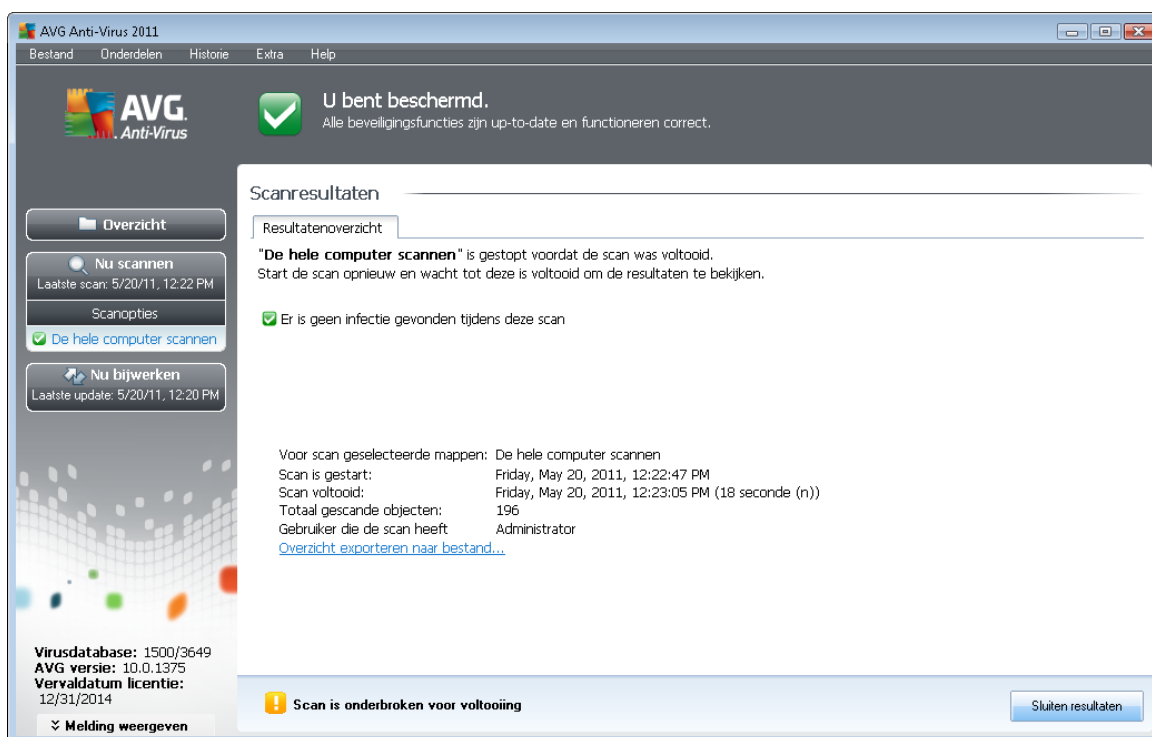 AVG Anti-Virus 2011
Bestand Onderdelen Historie Extra Help
AVG.
Anti-Virus
U bent beschermd.
Alle beveiligingsfuncties zijn up-to-date en functioneren correct.
Overzicht
Nu scannen
Laatste scan: 5/20/11, 12:22 PM
Scanopties
De hele computer scannen
Nu bijwerken
Laatste update: 5/20/11, 12:20 PM
Virusdatabase: 1500/3649
AVG versie: 10.0.1375
Vervaldatum licentie:
12/31/2014
Melding weergeven
Scanresultaten
Resultatenoverzicht
"De hele computer scannen" is gestopt voordat de scan was voltooid.
Start de scan opnieuw en wacht tot deze is voltooid om de resultaten te bekijken.
Er is geen infectie gevonden tijdens deze scan
Voor scan geselecteerde mappen: De hele computer scannen
Scan is gestart: Friday, May 20, 2011, 12:22:47 PM
Scan voltooid: Friday, May 20, 2011, 12:23:05 PM (18 seconde (n))
Totaal gescande objecten: 196
Gebruiker die de scan heeft Administrator
Overzicht exporteren naar bestand...
Scan is onderbroken voor voltooiing
Sluiten resultaten